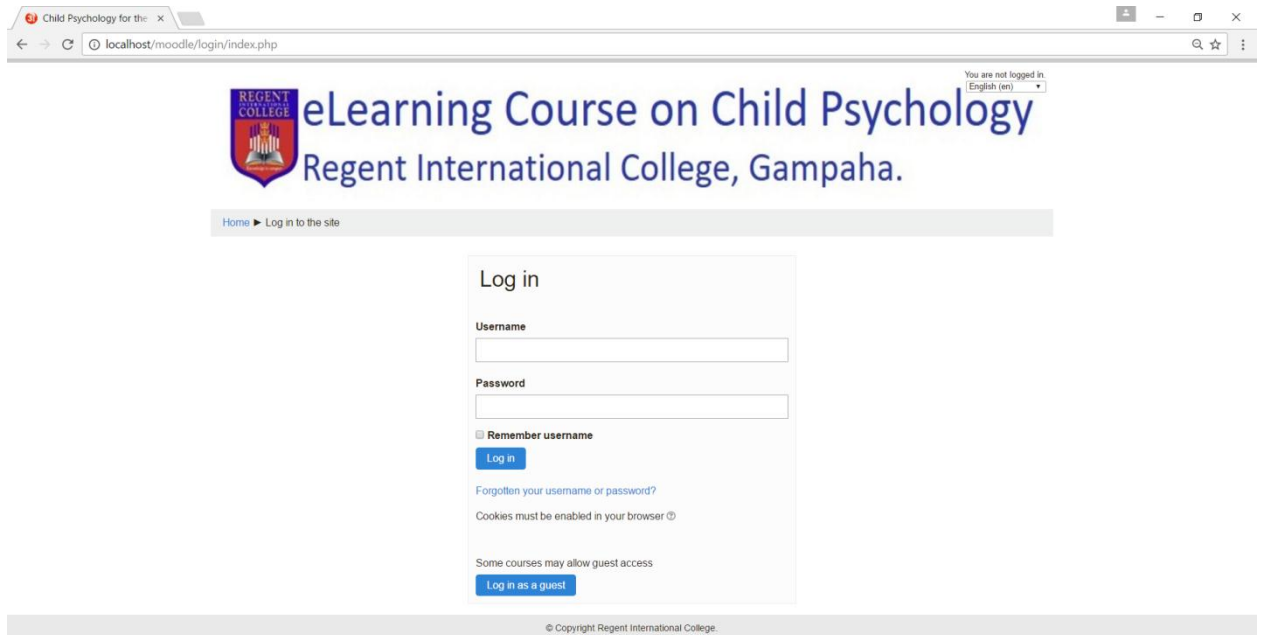 Child Psychology for the
localhost/moodle/login/index.php
You are not logged in.
English (en)
REGENT
INTERNATIONAL
COLLEGE
eLearning Course on Child Psychology
Regent International College, Gampaha.
Home ► Log in to the site
Log in
Username
Password
Remember username
Log in
Forgotten your username or password?
Cookies must be enabled in your browser
Some courses may allow guest access
Log in as a guest
© Copyright Regent International College.